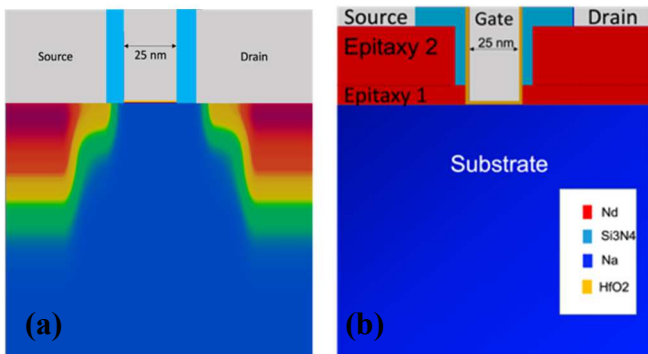 Source
25 nm
Drain
(a)
Source
Gate
Drain
Epitaxy 2
25 nm
Epitaxy 1
Substrate
Nd
Si3N4
Na
HfO2
(b)